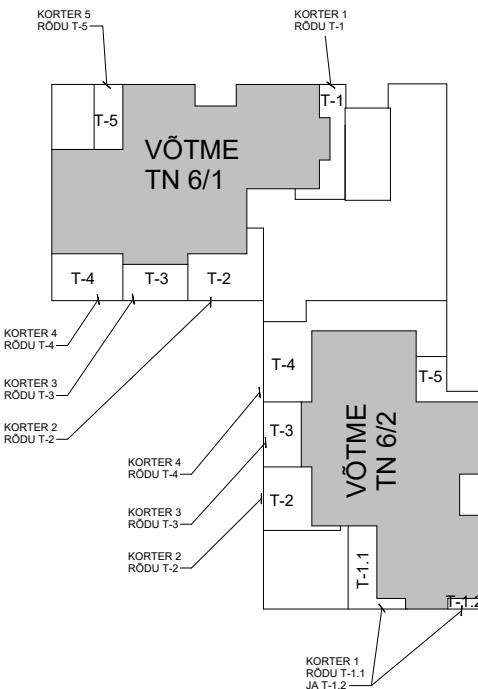 KORTER 5
RÕDU T-5
KORTER 1
RÕDU T-1
T-5
T-1
VÕTME
TN 6/1
T-4
T-3
T-2
KORTER 4
RÕDU T-4
KORTER 3
RÕDU T-3
KORTER 2
RÕDU T-2
T-4
T-5
T-3
T-2
VÕTME
TN 6/2
KORTER 4
RÕDU T-4
KORTER 3
RÕDU T-3
KORTER 2
RÕDU T-2
T-1.1
T-1.2
KORTER 1
RÕDU T-1.1
JA T-1.2